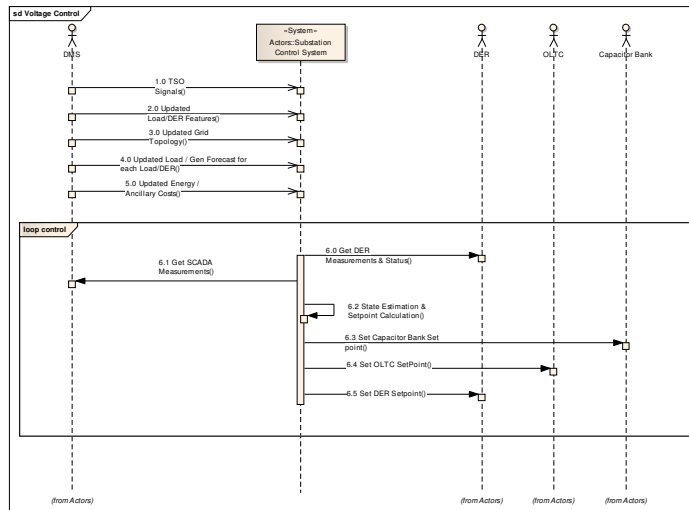 sd Voltage Control
«System»
Actors::Substation
Control System
DMS
DER
OLTC
Capacitor Bank
1.0 TSO
Signals()
2.0 Updated
Load/DER Features()
3.0 Updated Grid
Topology()
4.0 Updated Load / Gen Forecast for
each Load/DER()
5.0 Updated Energy /
Ancillary Costs()
loop control
6.0 Get DER
Measurements & Status()
6.1 Get SCADA
Measurements()
6.2 State Estimation &
Setpoint Calculation()
6.3 Set Capacitor Bank Set
point()
6.4 Set OLTC SetPoint()
6.5 Set DER Setpoint()
(from Actors)
(from Actors)
(from Actors)
(from Actors)